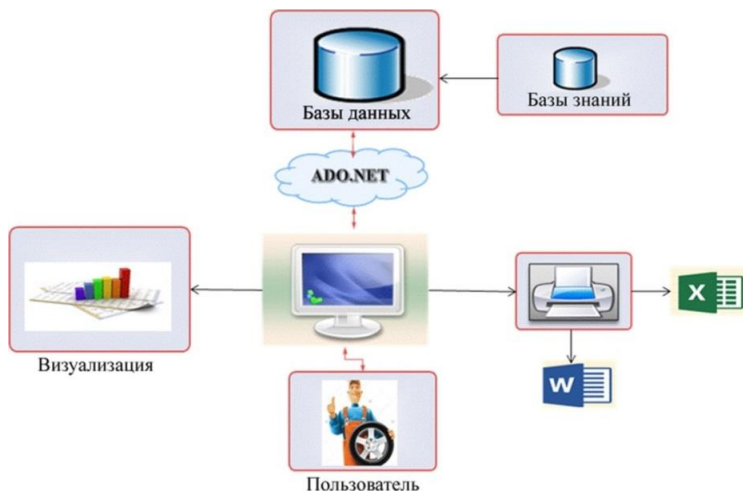 Базы данных
Базы знаний
ADO.NET
Визуализация
X
W
Пользователь